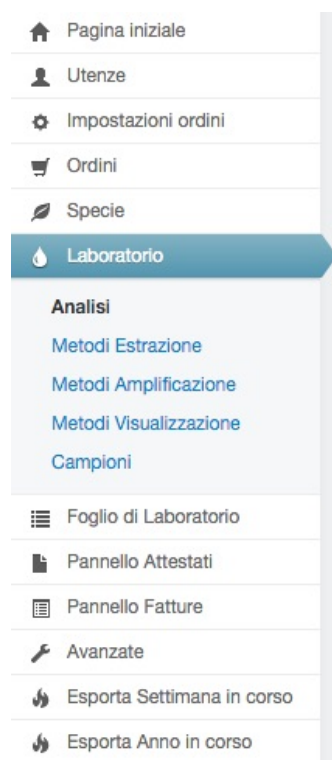 Pagina iniziale
Utenze
Impostazioni ordini
Ordini
Specie
Laboratorio
Analisi
Metodi Estrazione
Metodi Amplificazione
Metodi Visualizzazione
Campioni
Foglio di Laboratorio
Pannello Attestati
Pannello Fatture
Avanzate
Esporta Settimana in corso
Esporta Anno in corso